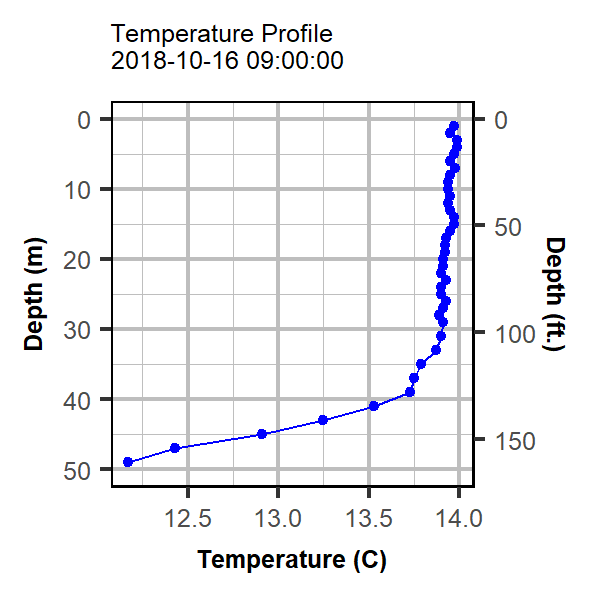 Temperature Profile
2018-10-16 09:00:00
0
10
20
30
40
50
Depth (m)
0
50
100
150
Depth (ft.)
12.5 13.0 13.5 14.0
Temperature (C)